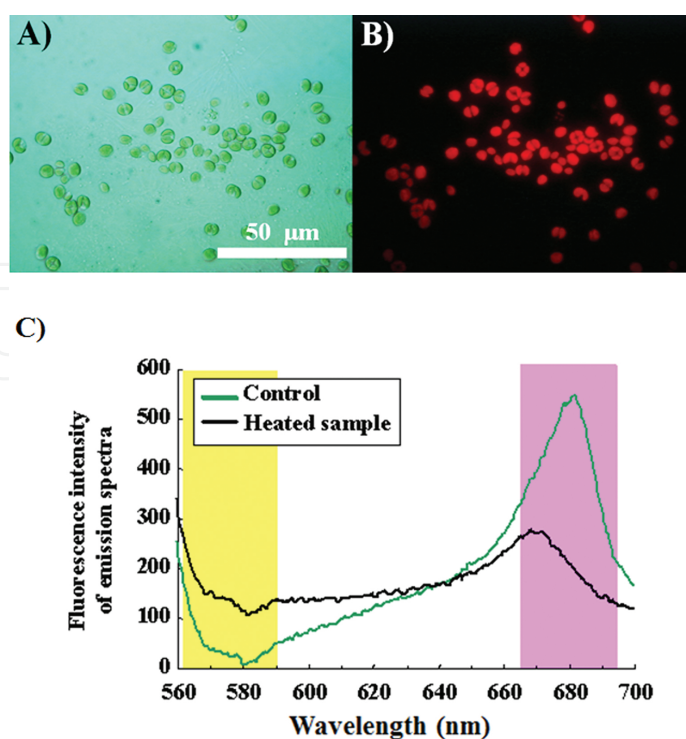 A)
B)
50 µm
C)
Fluorescence intensity
of emission spectra
600
500
400
300
200
100
0
Control
Heated sample
560
580
600
620
640
660
680
700
Wavelength (nm)